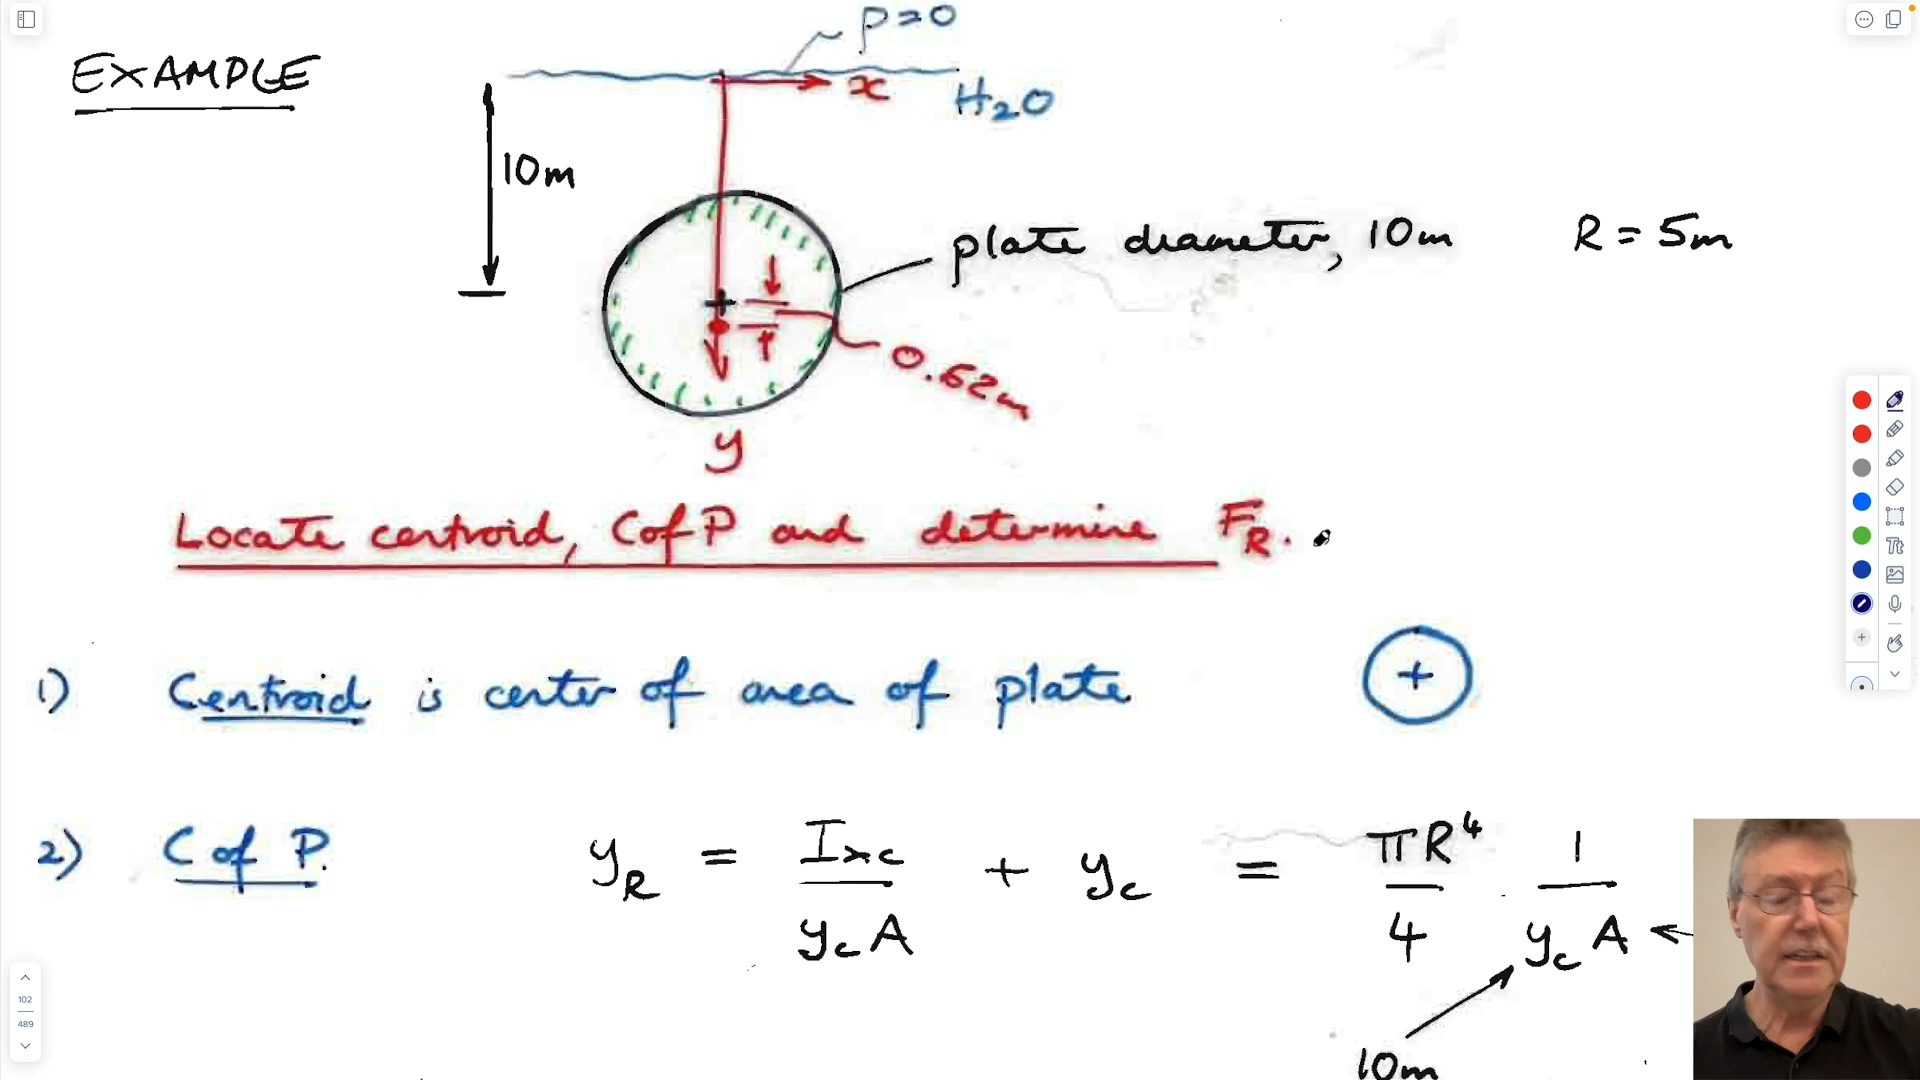 p=0
EXAMPLE
x
H₂O
10m
plate diameter, 10m R = 5m
0.62m
y
Locate centroid, C of P and determine F_R.
1) Centroid is center of area of plate
2) C of P. y_R = I_xc / y_c A + y_c = πR⁴ / 4 · 1 / y_c A
10m
102
489
Tt